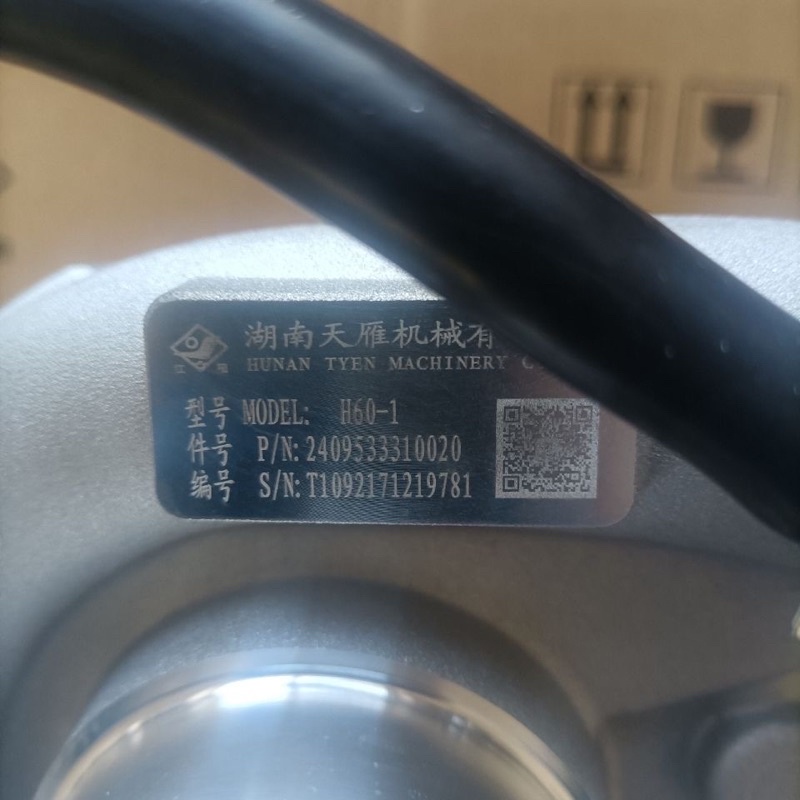 湖南天雁机械有
HUNAN TYEN MACHINERY C
型号 MODEL: H60-1
件号 P/N: 2409533310020
编号 S/N: T1092171219781